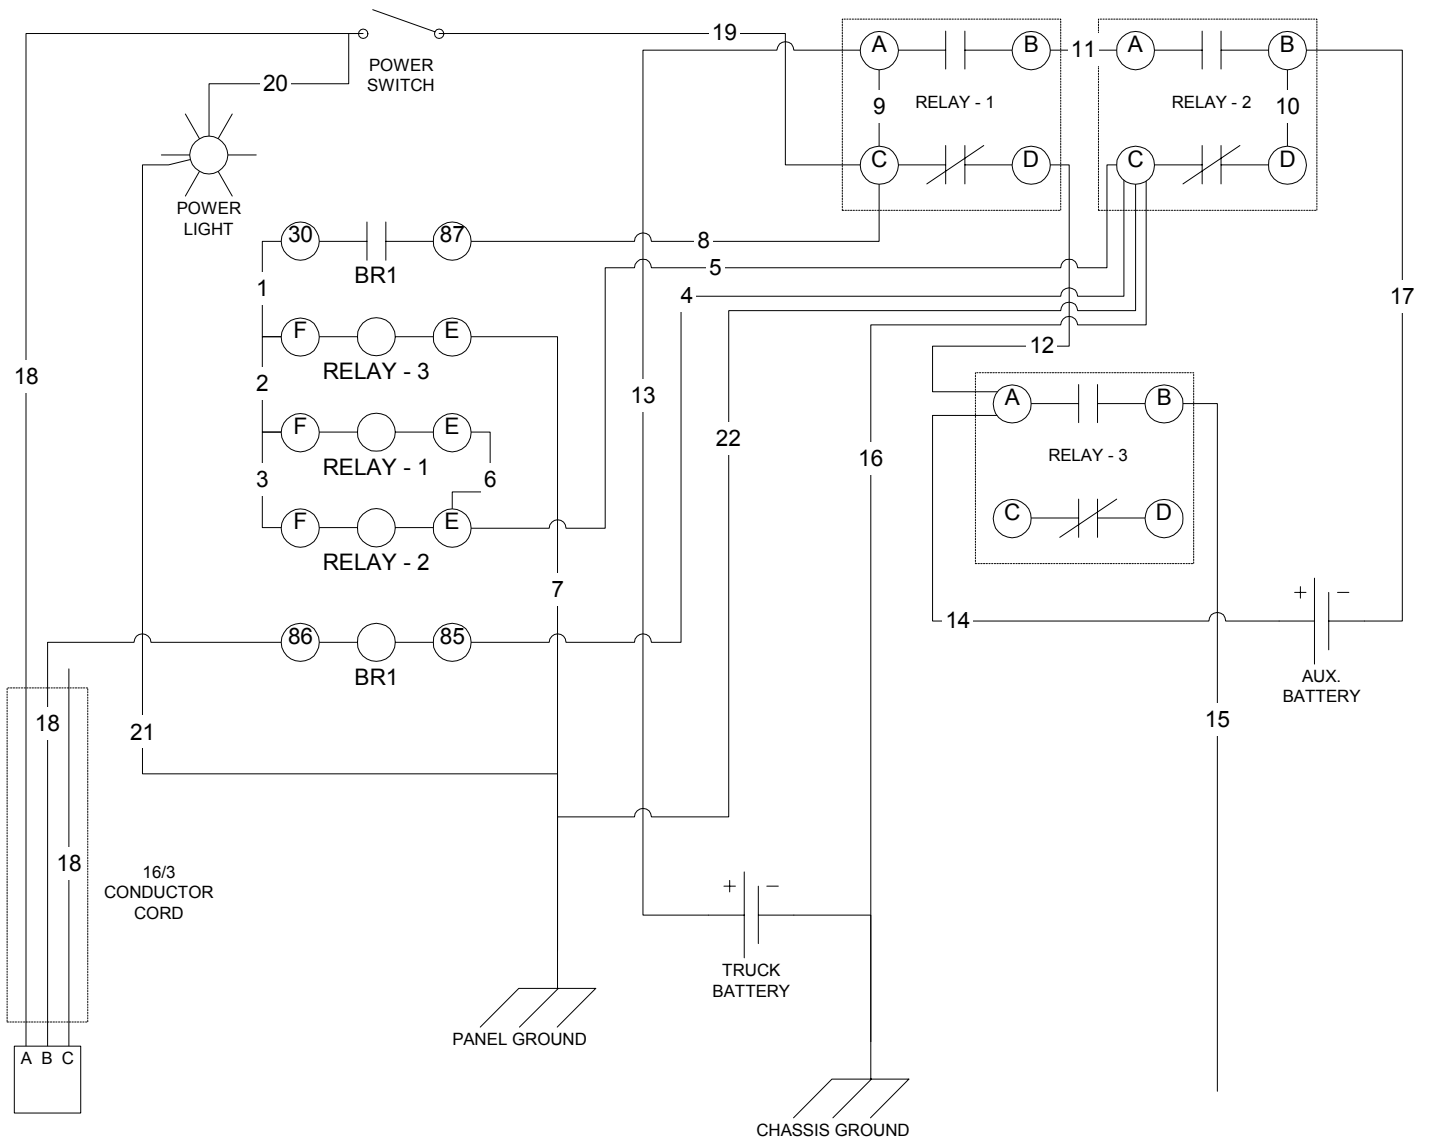 19
POWER
SWITCH
20
POWER
LIGHT
A
B
11
A
B
9
RELAY - 1
RELAY - 2
10
C
D
C
D
30
87
BR1
8
5
4
17
1
F
E
RELAY - 3
2
12
18
13
F
E
RELAY - 1
3
6
22
16
A
B
RELAY - 3
C
D
F
E
RELAY - 2
7
86
85
BR1
14
+
−
AUX.
BATTERY
18
21
15
18
16/3
CONDUCTOR
CORD
+
−
TRUCK
BATTERY
PANEL GROUND
A B C
CHASSIS GROUND